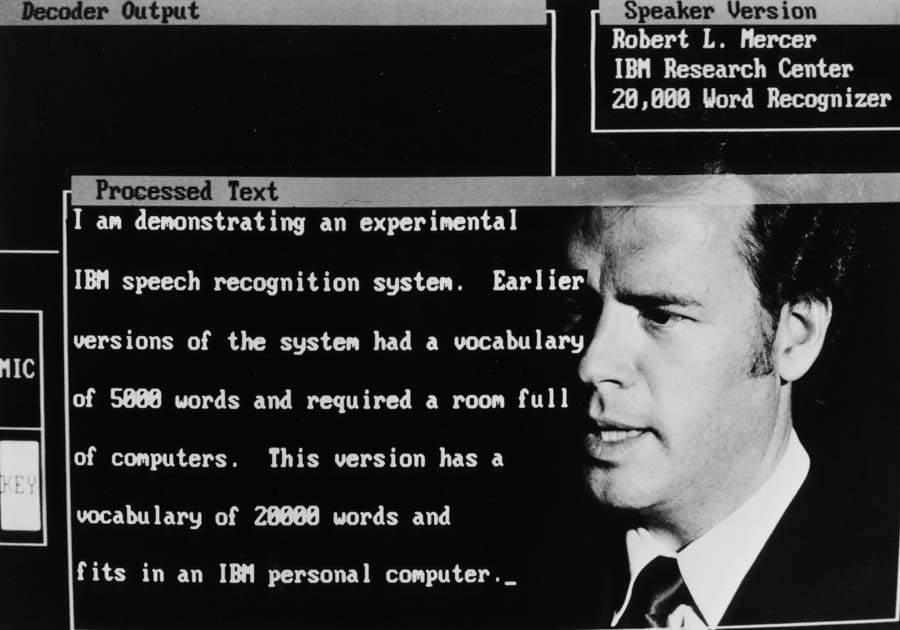 Decoder Output
Speaker Version
Robert L. Mercer
IBM Research Center
20,000 Word Recognizer
Processed Text
I am demonstrating an experimental
IBM speech recognition system.  Earlier
versions of the system had a vocabulary
of 5000 words and required a room full
of computers.  This version has a
vocabulary of 20000 words and
fits in an IBM personal computer._
MIC
KEY